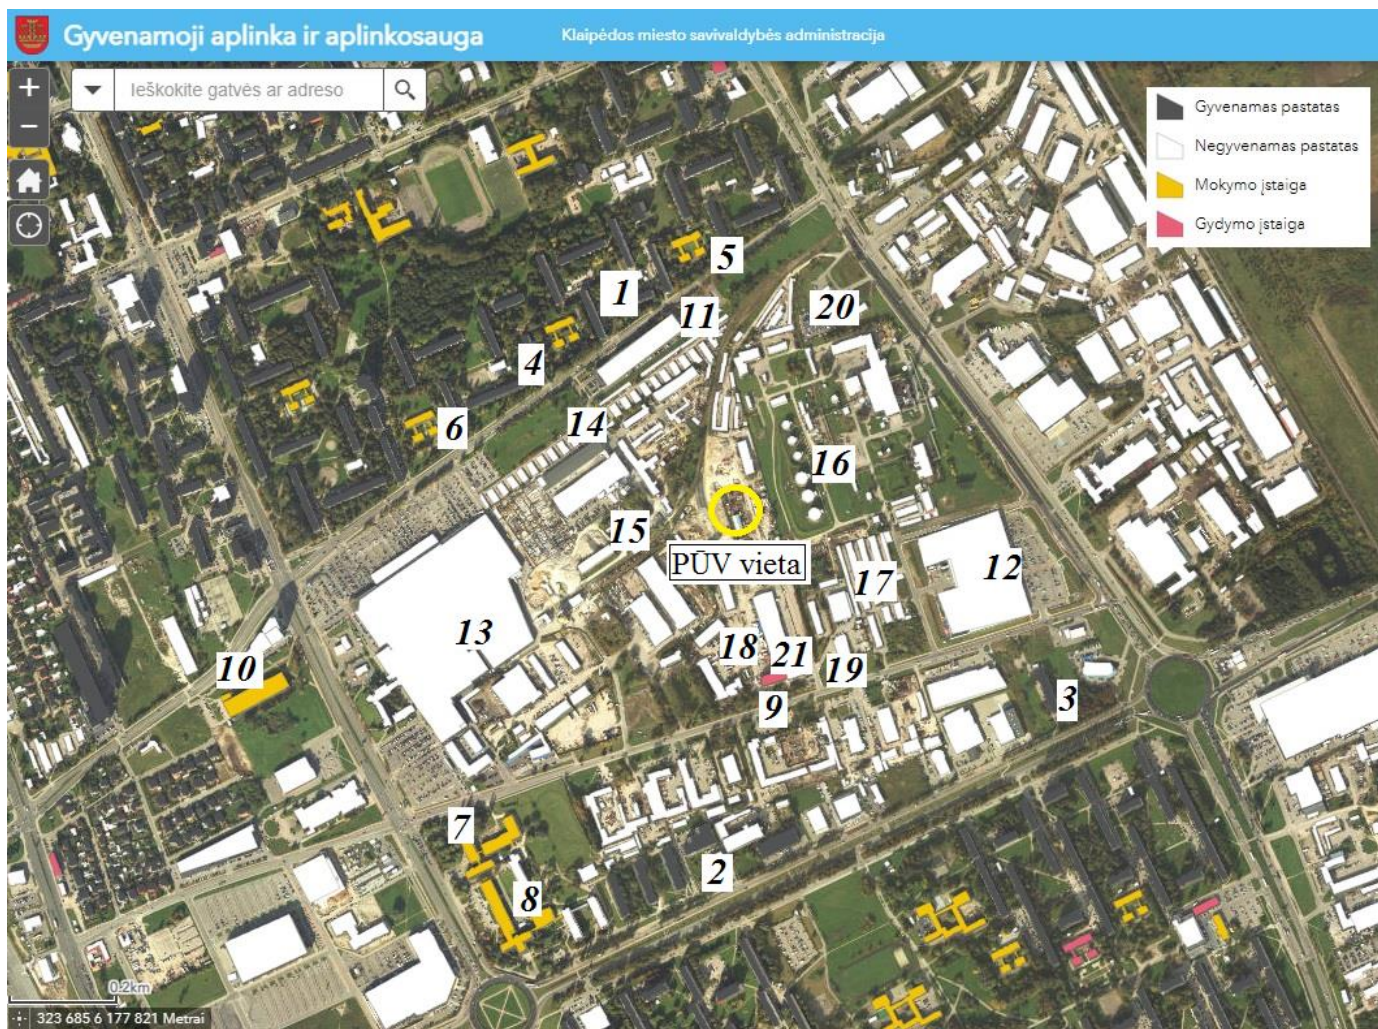 Gyvenamoji aplinka ir aplinkosauga
Klaipėdos miesto savivaldybės administracija
+
Ieškokite gatvės ar adreso
−
Gyvenamas pastatas
Negyvenamas pastatas
Mokymo įstaiga
Gydymo įstaiga
5
1
20
11
4
14
6
16
15
PŪV vieta
17
12
13
18
21
10
19
3
9
7
2
8
0.2km
323 685 6 177 821 Metrai